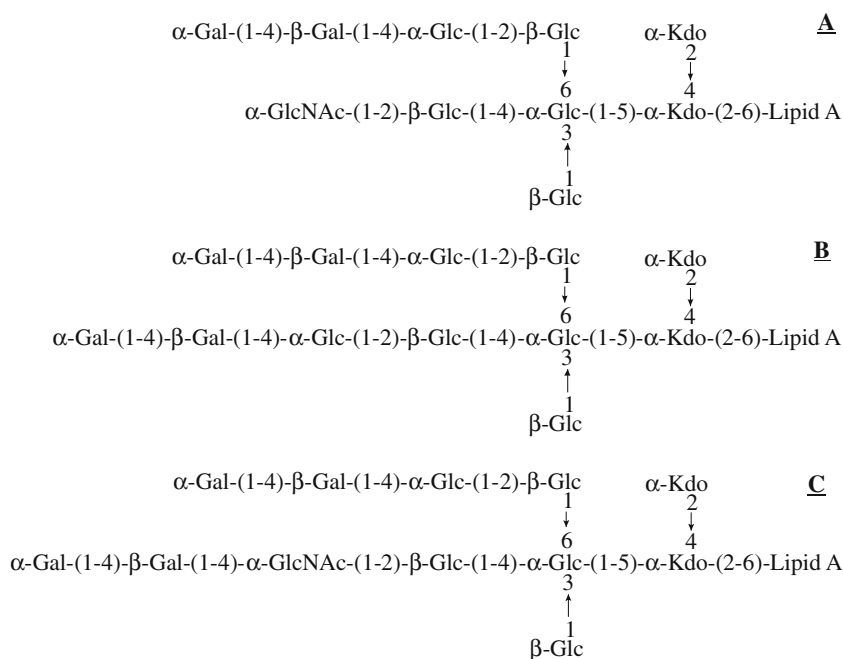 α-Gal-(1-4)-β-Gal-(1-4)-α-Glc-(1-2)-β-Glc α-Kdo A
1 2
6 4
α-GlcNAc-(1-2)-β-Glc-(1-4)-α-Glc-(1-5)-α-Kdo-(2-6)-Lipid A
3
1
β-Glc
α-Gal-(1-4)-β-Gal-(1-4)-α-Glc-(1-2)-β-Glc α-Kdo B
1 2
6 4
α-Gal-(1-4)-β-Gal-(1-4)-α-Glc-(1-2)-β-Glc-(1-4)-α-Glc-(1-5)-α-Kdo-(2-6)-Lipid A
3
1
β-Glc
α-Gal-(1-4)-β-Gal-(1-4)-α-Glc-(1-2)-β-Glc α-Kdo C
1 2
6 4
α-Gal-(1-4)-β-Gal-(1-4)-α-GlcNAc-(1-2)-β-Glc-(1-4)-α-Glc-(1-5)-α-Kdo-(2-6)-Lipid A
3
1
β-Glc